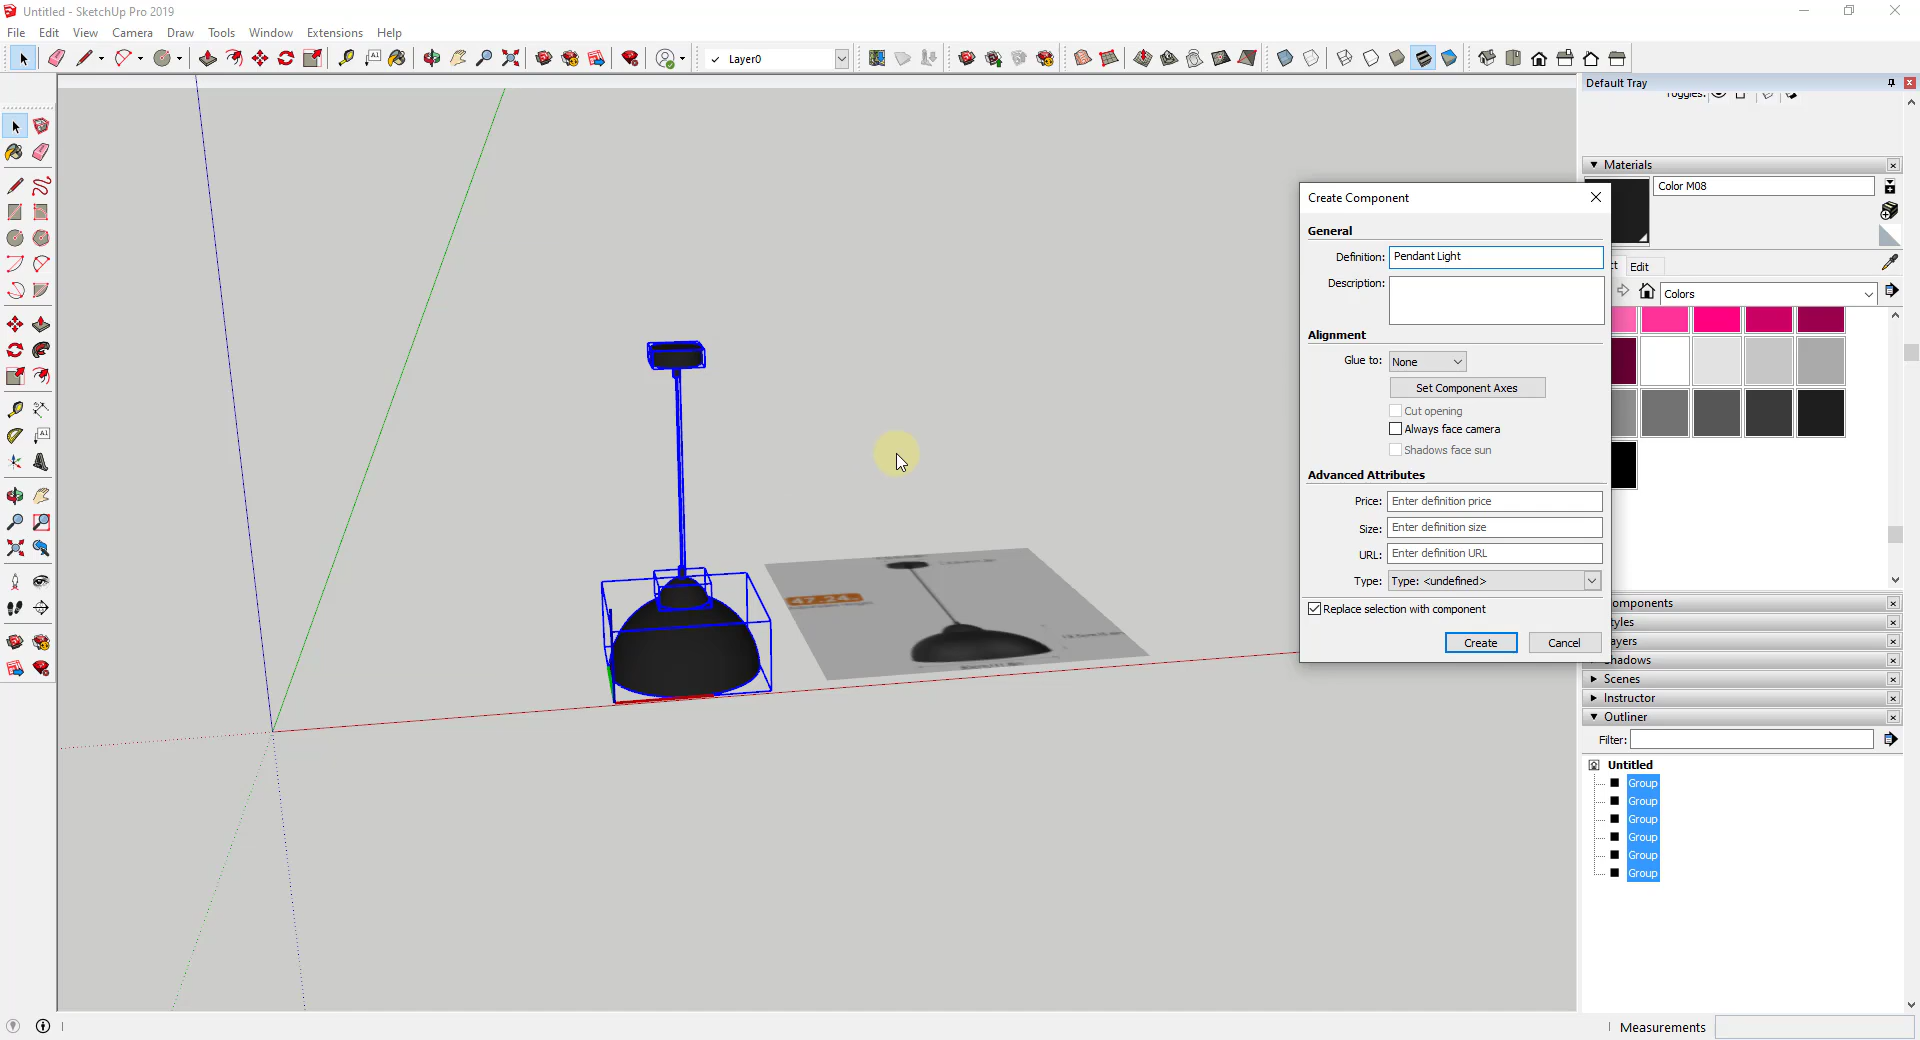 Untitled - SketchUp Pro 2019
File Edit View Camera Draw Tools Window Extensions Help
Layer0
Default Tray
Toggles:
Materials
Color M08
Edit
Colors
Create Component
General
Definition: Pendant Light
Description:
Alignment
Glue to: None
Set Component Axes
Cut opening
Always face camera
Shadows face sun
Advanced Attributes
Price: Enter definition price
Size: Enter definition size
URL: Enter definition URL
Type: Type: <undefined>
Replace selection with component
Create Cancel
omponents
tyles
ayers
hadows
Scenes
Instructor
Outliner
Filter:
Untitled
Group
Group
Group
Group
Group
Group
Measurements